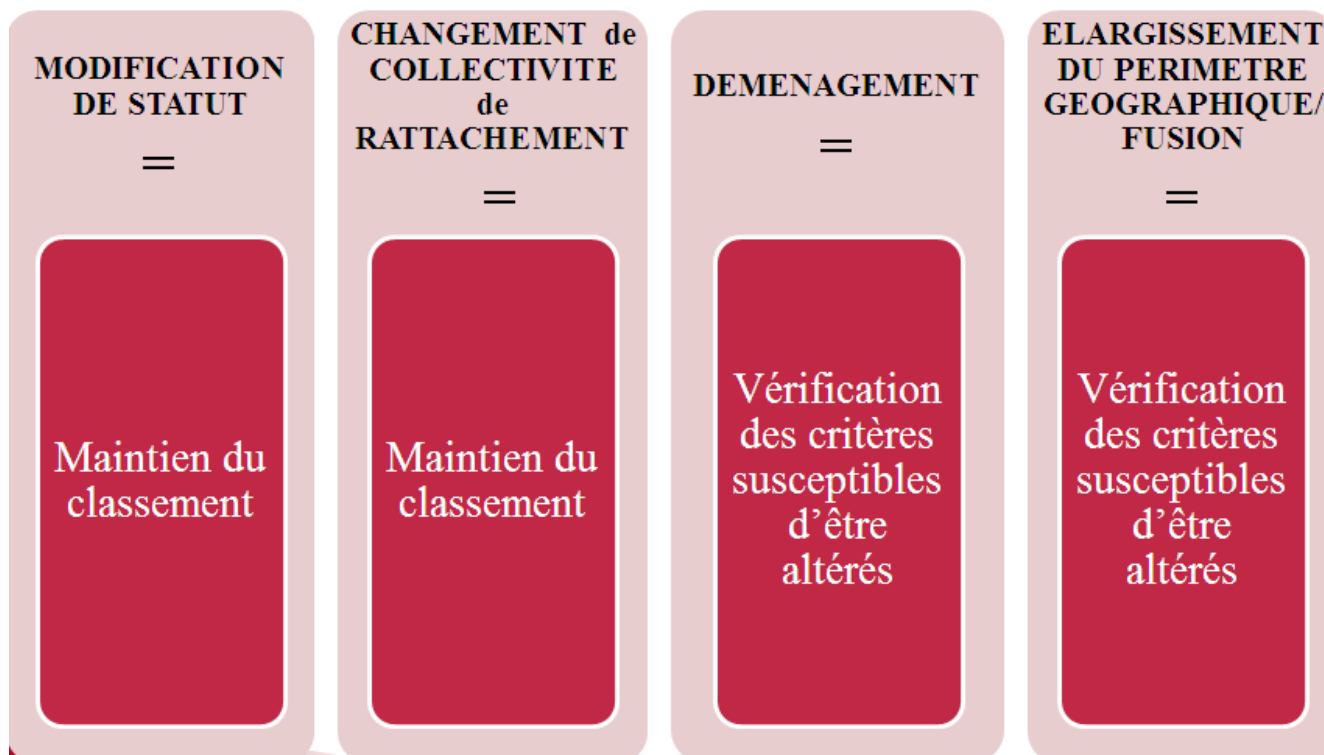 MODIFICATION
DE STATUT
=
Maintien du
classement
CHANGEMENT de
COLLECTIVITE
de
RATTACHEMENT
=
Maintien du
classement
DEMENAGEMENT
=
Vérification
des critères
susceptibles
d’être
altérés
ELARGISSEMENT
DU PERIMETRE
GEOGRAPHIQUE/
FUSION
=
Vérification
des critères
susceptibles
d’être
altérés